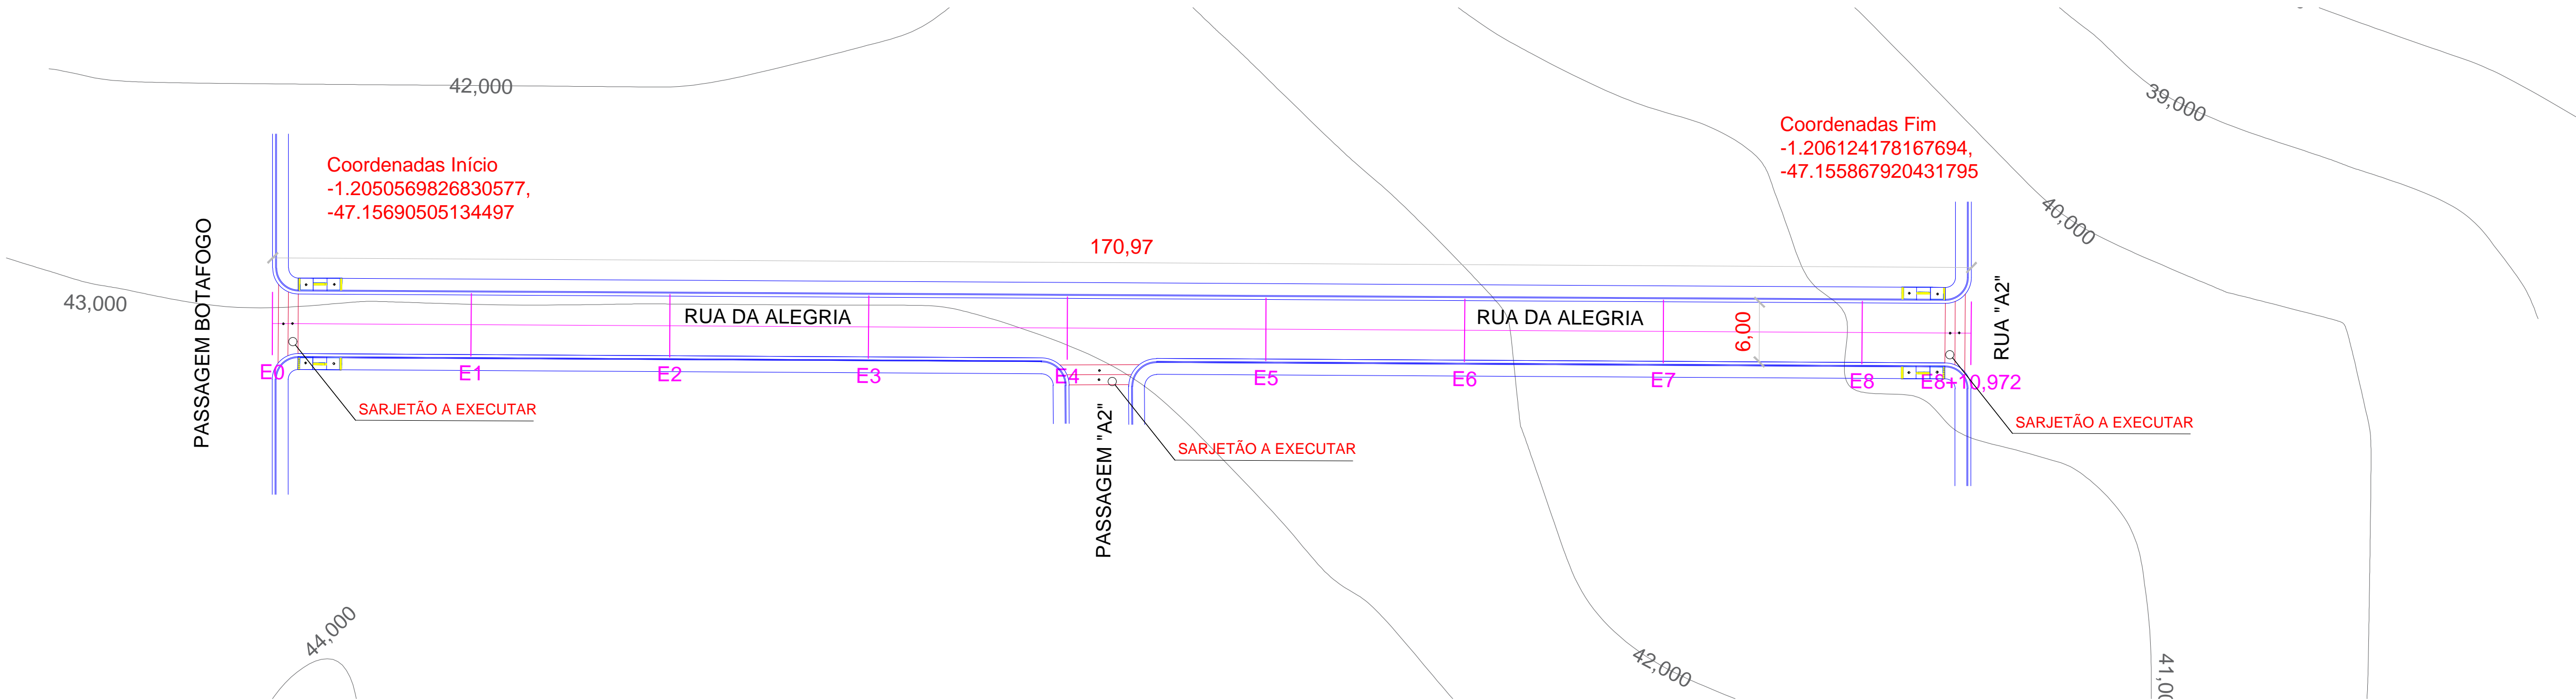 42,000
39,000
Coordenadas Fim
-1.206124178167694,
-47.155867920431795
Coordenadas Início
-1.2050569826830577,
-47.15690505134497
40,000
170,97
PASSAGEM BOTAFOGO
43,000
RUA DA ALEGRIA
RUA DA ALEGRIA
6,00
RUA "A2"
E0
E1
E2
E3
E4
E5
E6
E7
E8
E8+10,972
SARJETÃO A EXECUTAR
SARJETÃO A EXECUTAR
SARJETÃO A EXECUTAR
PASSAGEM "A2"
44,000
42,000